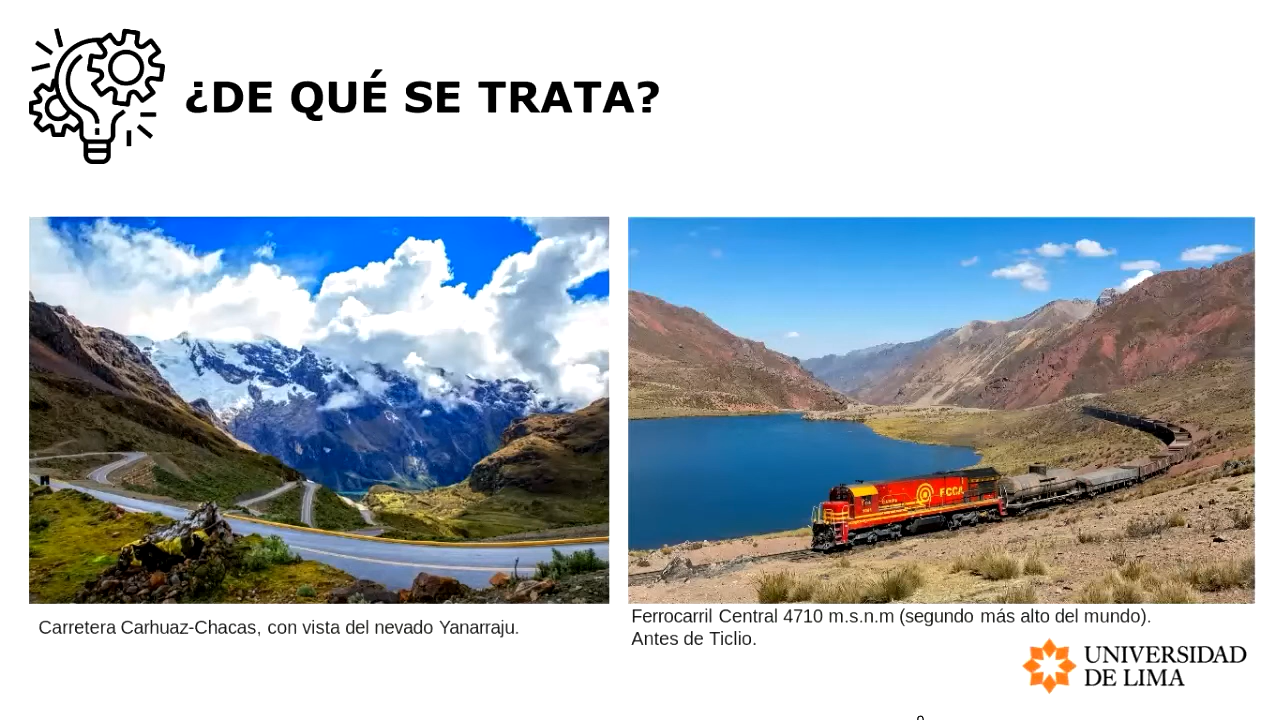 ¿DE QUÉ SE TRATA?
FCCA
Carretera Carhuaz-Chacas, con vista del nevado Yanarraju.
Ferrocarril Central 4710 m.s.n.m (segundo más alto del mundo).
Antes de Ticlio.
UNIVERSIDAD
DE LIMA